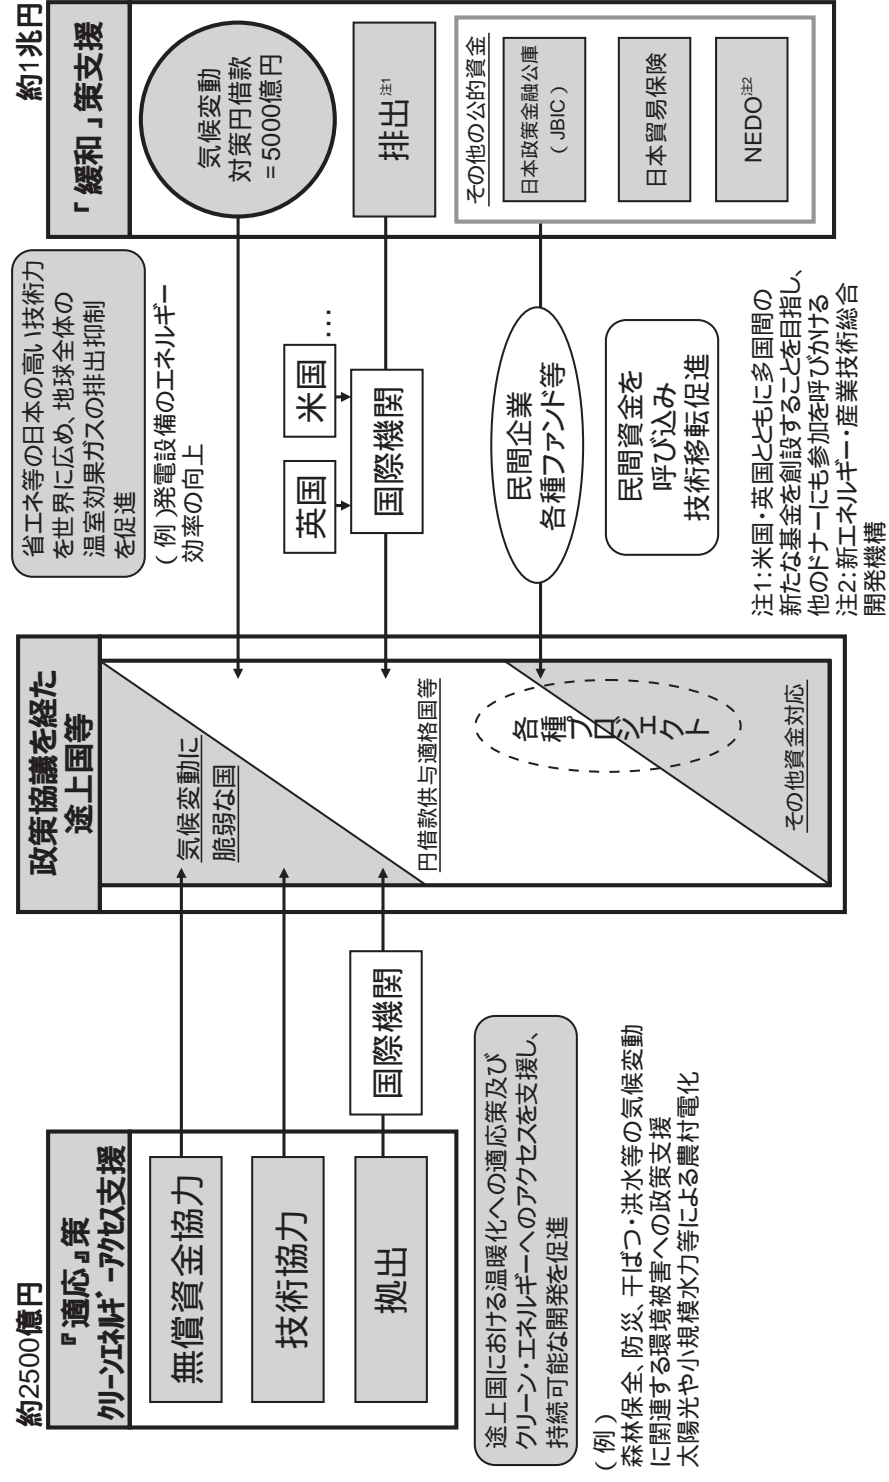 約2500億円
『適応』策
クリーンエネルギーアクセス支援
無償資金協力
技術協力
拠出
国際機関
途上国における温暖化への適応策及び
クリーン・エネルギーへのアクセスを支援し、
持続可能な開発を促進
(例)
森林保全、防災、干ばつ・洪水等の気候変動
に関連する環境被害への政策支援
太陽光や小規模水力等による農村電化
政策協議を経た
途上国等
気候変動に
脆弱な国
円借款供与適格国等
各種プロジェクト
その他資金対応
省エネ等の日本の高い技術力
を世界に広め、地球全体の
温室効果ガスの排出抑制
を促進
(例)発電設備のエネルギー
効率の向上
英国
米国
…
国際機関
民間企業
各種ファンド等
民間資金を
呼び込み
技術移転促進
注1:米国・英国とともに多国間の
新たな基金を創設することを目指し、
他のドナーにも参加を呼びかける
注2:新エネルギー・産業技術総合
開発機構
約1兆円
「緩和」策支援
気候変動
対策円借款
=5000億円
排出注1
その他の公的資金
日本政策金融公庫
(JBIC)
日本貿易保険
NEDO注2